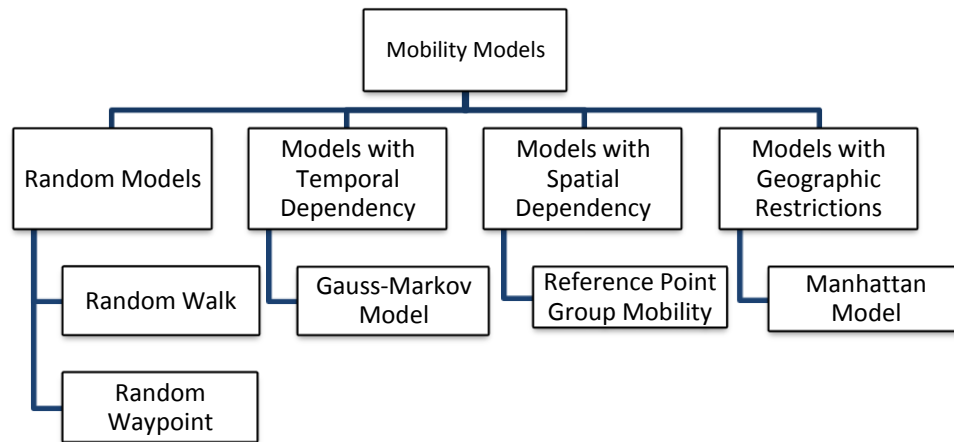 Mobility Models
Random Models
Models with
Temporal
Dependency
Models with
Spatial
Dependency
Models with
Geographic
Restrictions
Random Walk
Gauss-Markov
Model
Reference Point
Group Mobility
Manhattan
Model
Random
Waypoint